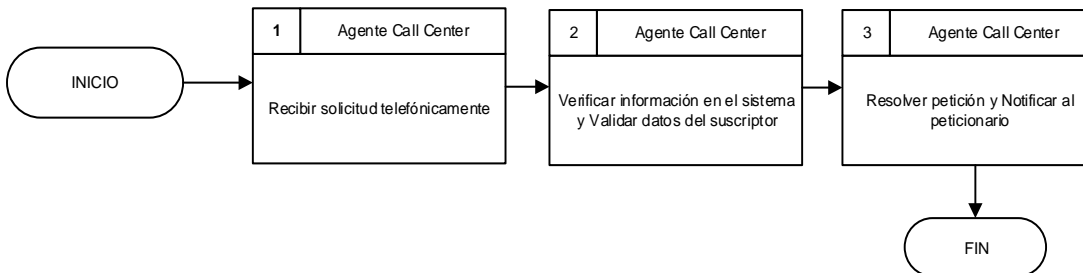 INICIO
1
Agente Call Center
Recibir solicitud telefónicamente
2
Agente Call Center
Verificar información en el sistema
y Validar datos del suscriptor
3
Agente Call Center
Resolver petición y Notificar al
peticionario
FIN